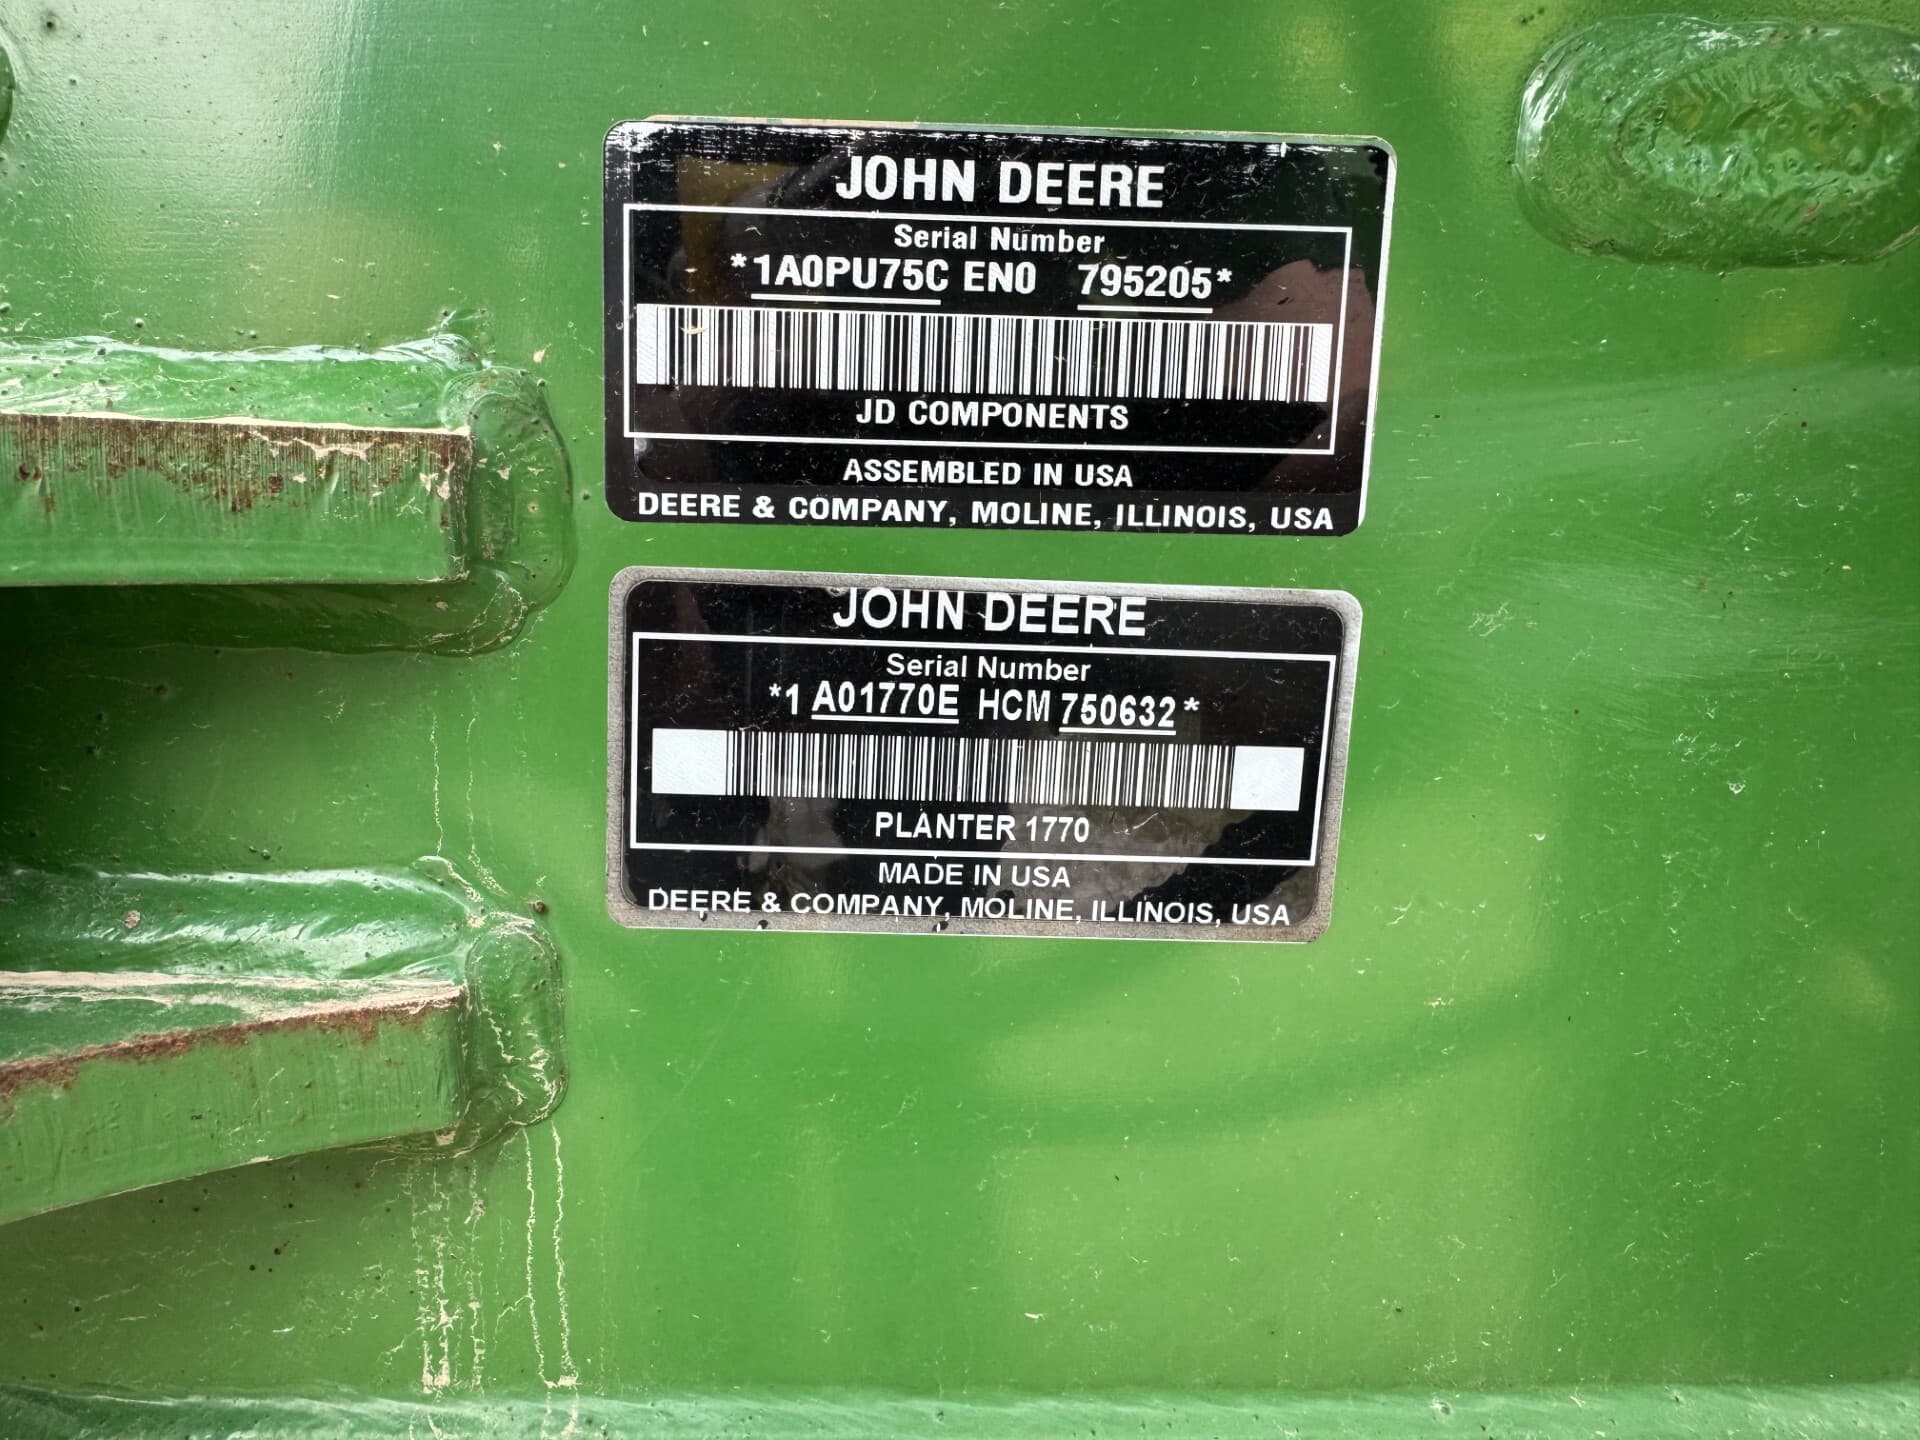 JOHN DEERE
Serial Number
*1A0PU75C EN0 795205*
JD COMPONENTS
ASSEMBLED IN USA
DEERE & COMPANY, MOLINE, ILLINOIS, USA
JOHN DEERE
Serial Number
*1 A01770E HCM 750632*
PLANTER 1770
MADE IN USA
DEERE & COMPANY, MOLINE, ILLINOIS, USA